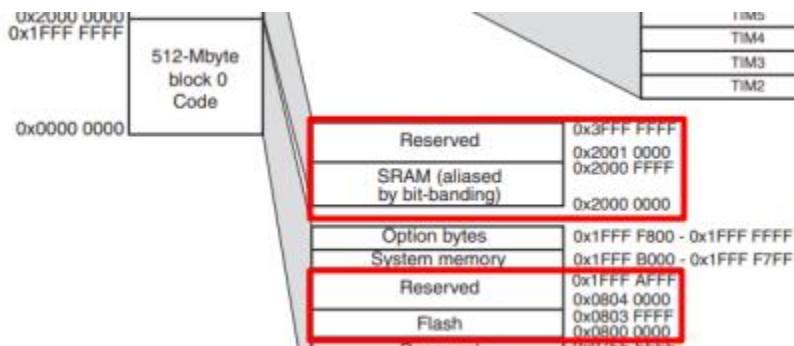 0x2000 0000
0x1FFF FFFF
512-Mbyte
block 0
Code
0x0000 0000
TIM5
TIM4
TIM3
TIM2
Reserved
0x3FFF FFFF
0x2001 0000
SRAM (aliased
by bit-banding)
0x2000 FFFF
0x2000 0000
Option bytes
0x1FFF F800 - 0x1FFF FFFF
System memory
0x1FFF B000 - 0x1FFF F7FF
Reserved
0x1FFF AFFF
0x0804 0000
Flash
0x0803 FFFF
0x0800 0000